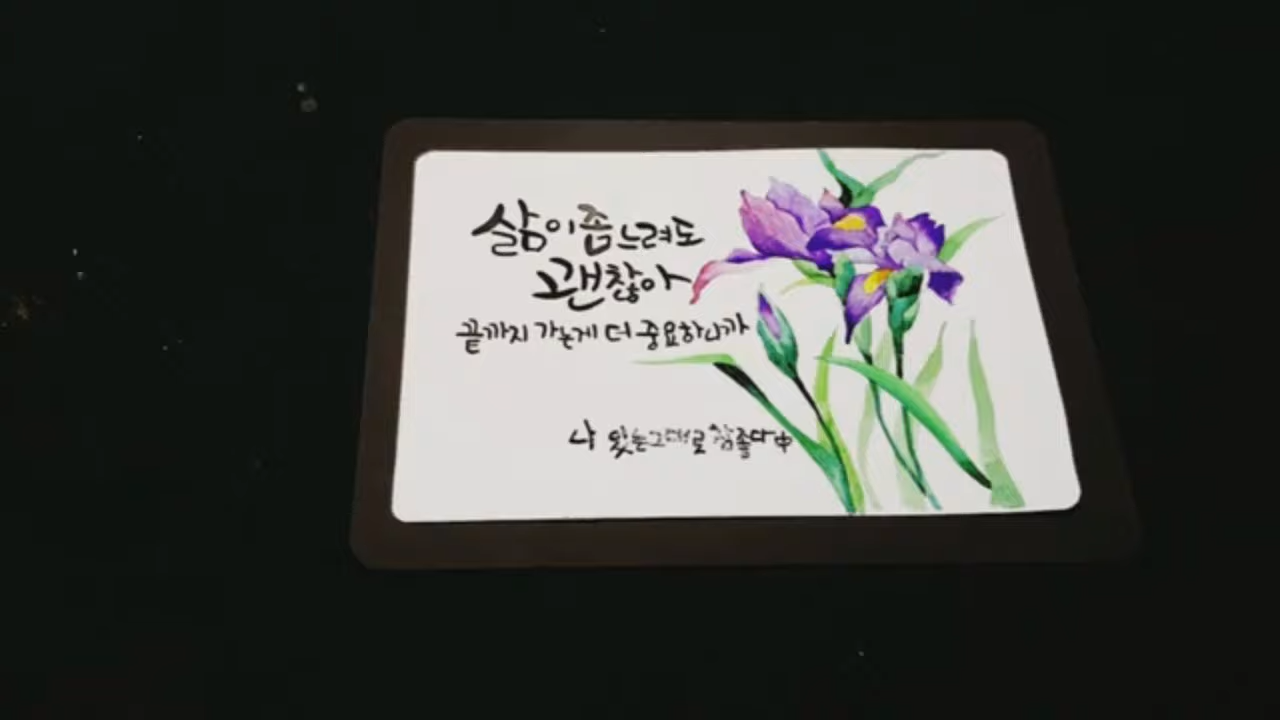 삶이 좀 느려도
괜찮아
끝까지 가는게 더 중요하니까
나 있는 그대로 참 좋다 中